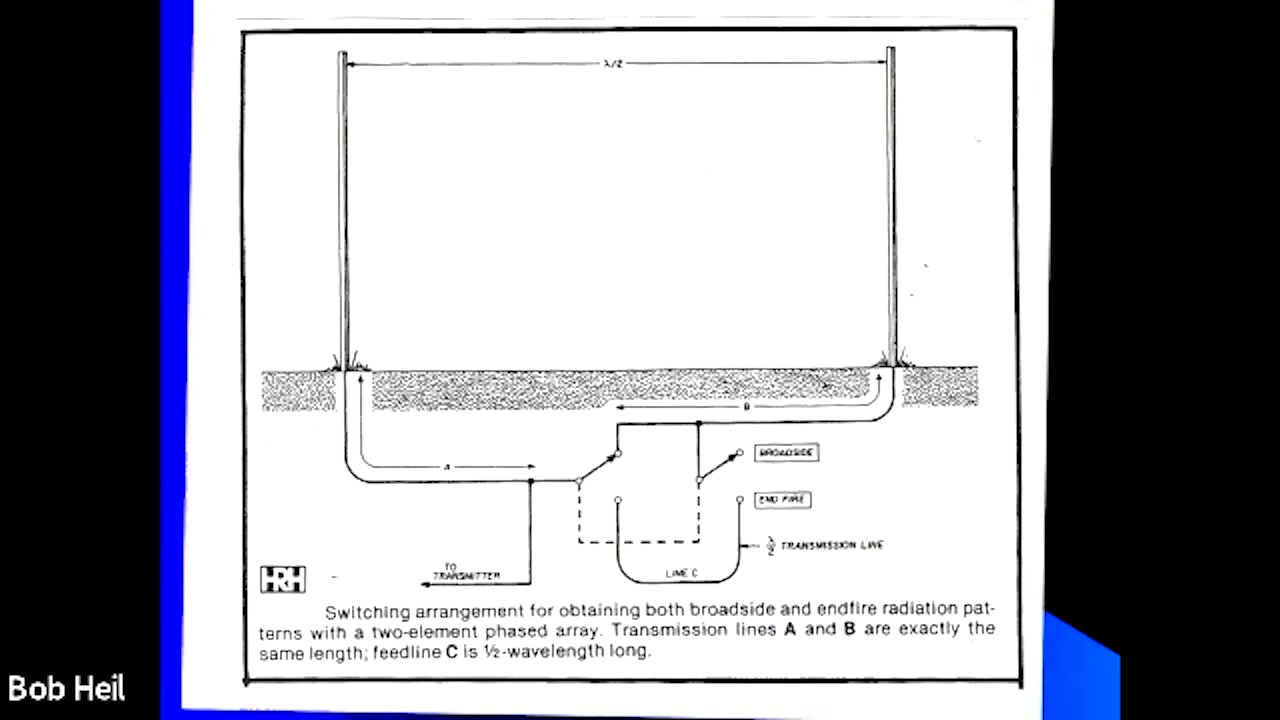 λ/2
B
A
BROADSIDE
END FIRE
λ/2 TRANSMISSION LINE
LINE C
TO
TRANSMITTER
HRH
Switching arrangement for obtaining both broadside and endfire radiation pat-
terns with a two-element phased array. Transmission lines A and B are exactly the
same length; feedline C is ½-wavelength long.
Bob Heil